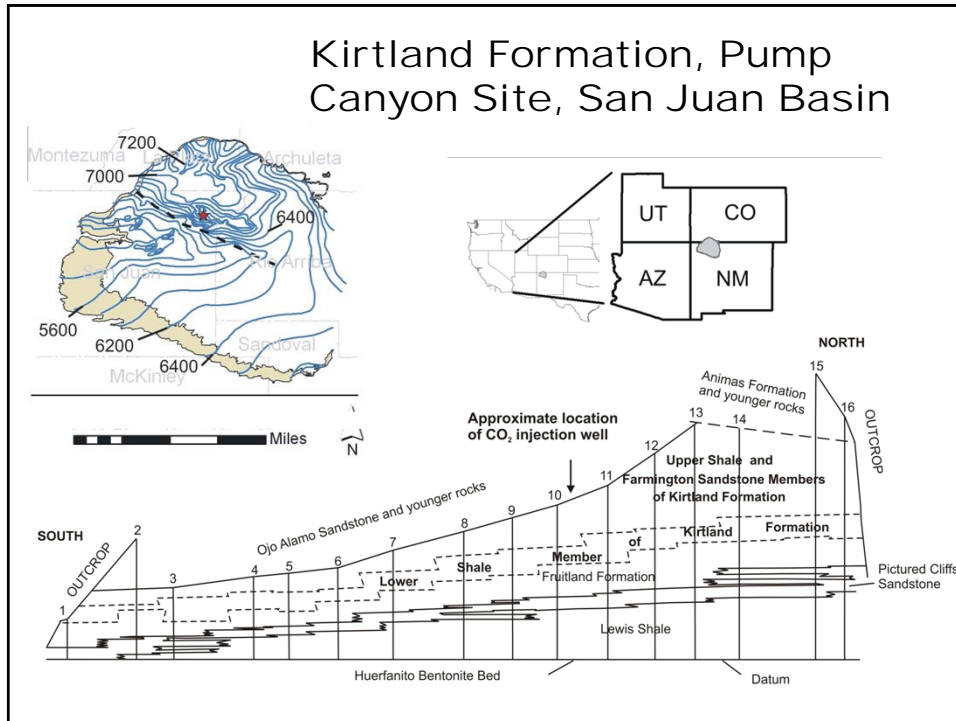 Kirtland Formation, Pump
Canyon Site, San Juan Basin
7200
Montezuma
La Plata
Archuleta
7000
6400
San Juan
Rio Arriba
5600
6200
Sandoval
6400
McKinley
Miles
N
UT
CO
AZ
NM
NORTH
15
Animas Formation
and younger rocks
16
OUTCROP
Approximate location
of CO₂ injection well
13
14
12
11
Upper Shale and
Farmington Sandstone Members
of Kirtland Formation
10
9
8
Ojo Alamo Sandstone and younger rocks
7
SOUTH
2
OUTCROP
6
5
4
3
1
Lower Shale Member of Kirtland Formation
Fruitland Formation
Pictured Cliffs
Sandstone
Lewis Shale
Huerfanito Bentonite Bed
Datum